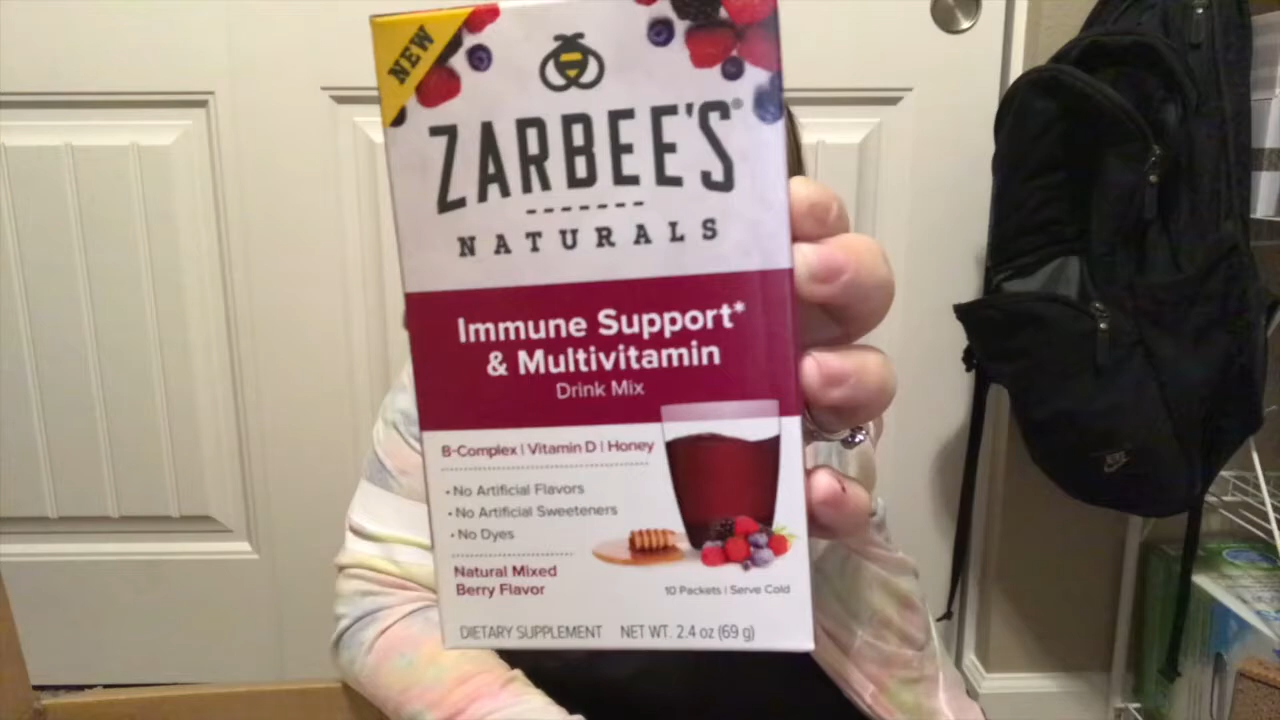 NEW
ZARBEE'S®
NATURALS
Immune Support*
& Multivitamin
Drink Mix
B-Complex | Vitamin D | Honey
• No Artificial Flavors
• No Artificial Sweeteners
• No Dyes
Natural Mixed
Berry Flavor
10 Packets | Serve Cold
DIETARY SUPPLEMENT NET WT. 2.4 oz (69 g)